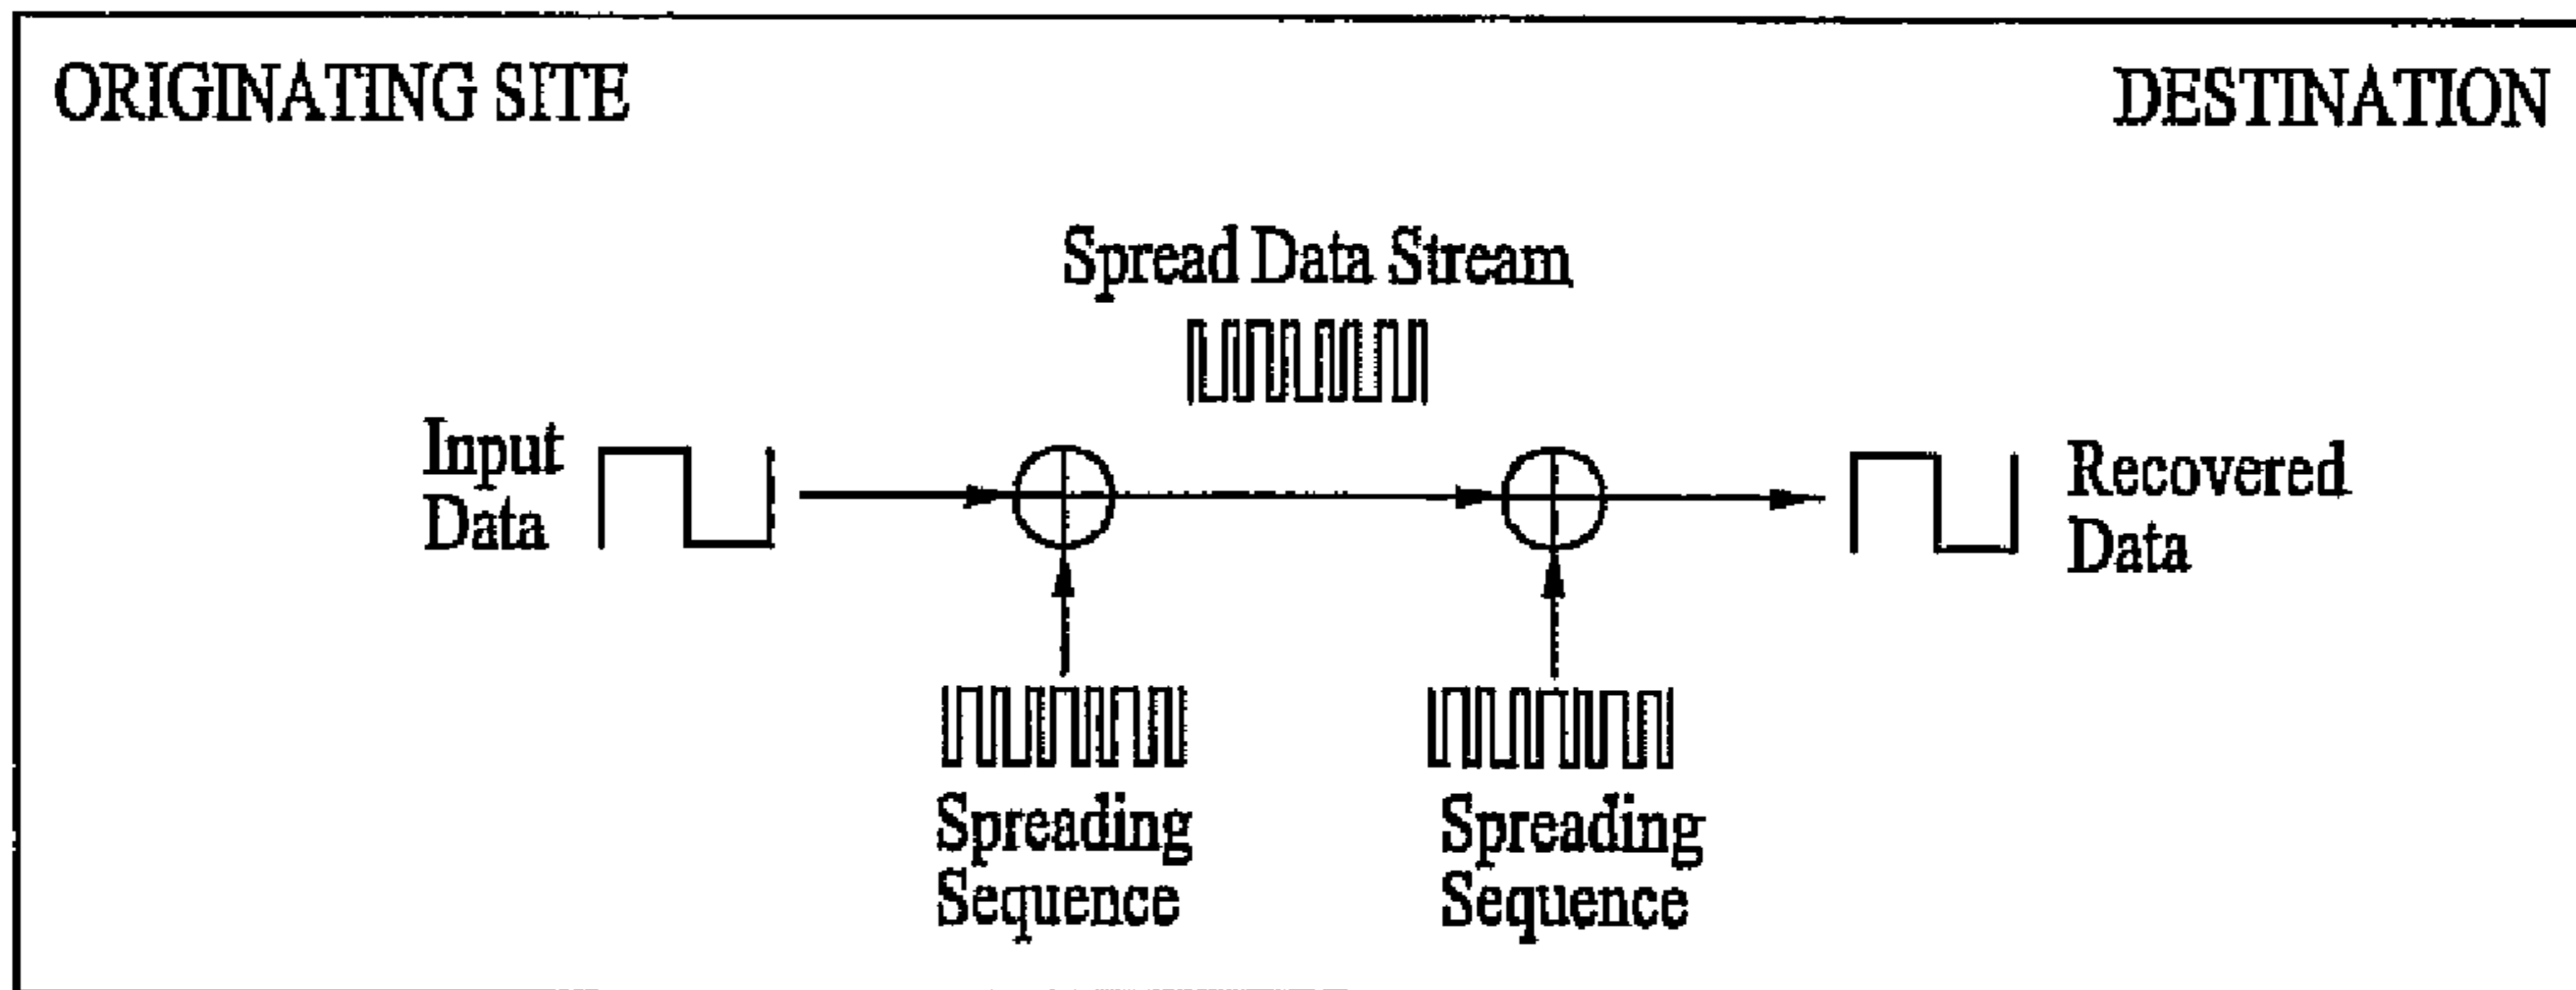 ORIGINATING SITE
DESTINATION
Spread Data Stream
Input
Data
Recovered
Data
Spreading
Sequence
Spreading
Sequence